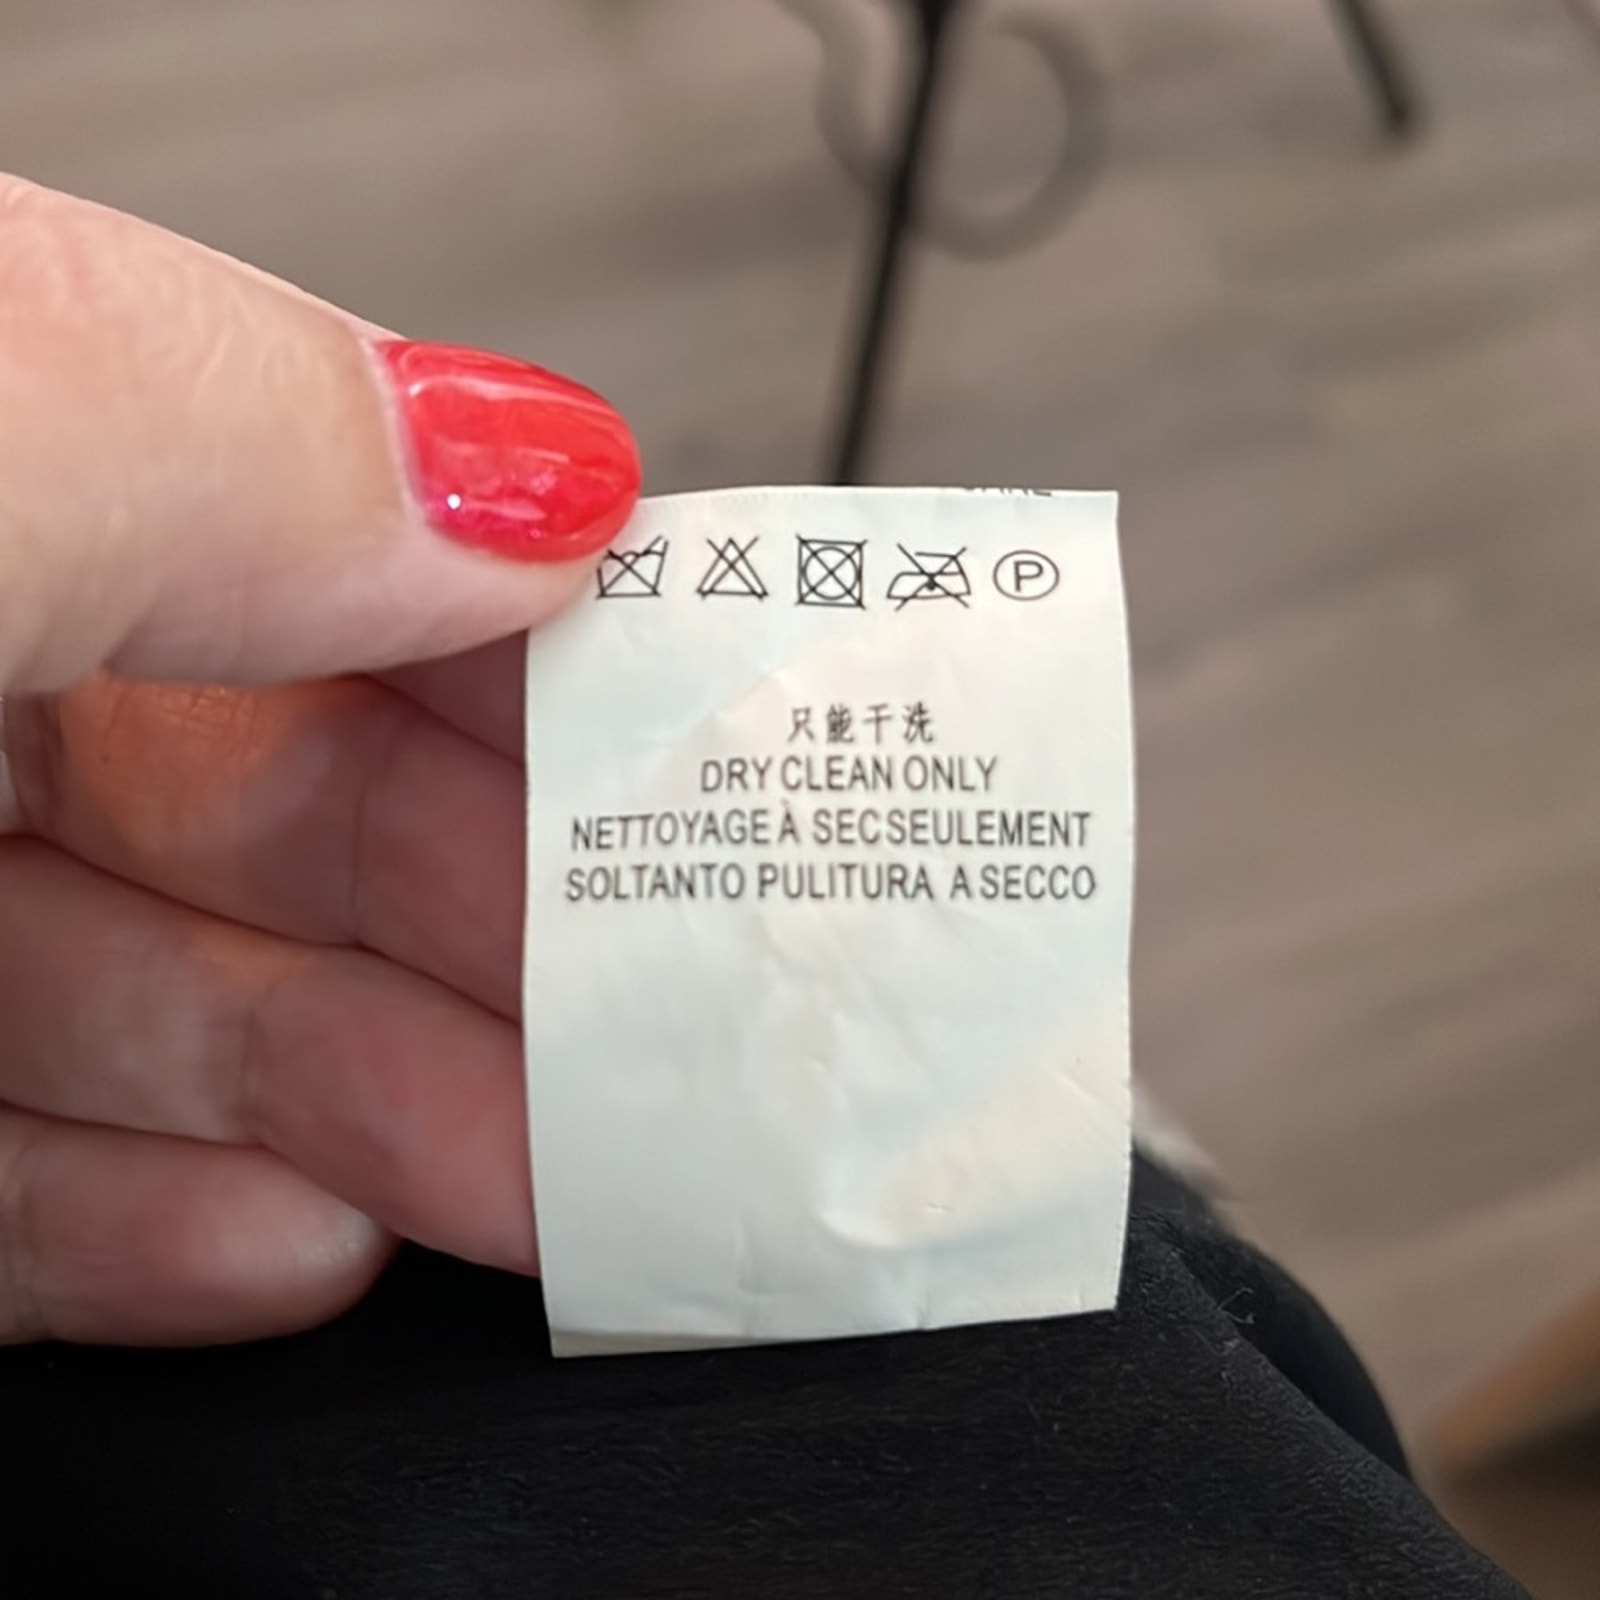 P
只能干洗
DRY CLEAN ONLY
NETTOYAGE À SEC SEULEMENT
SOLTANTO PULITURA A SECCO